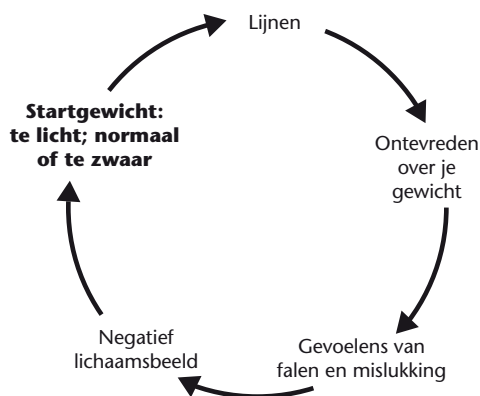 Lijnen
Ontevreden
over je
gewicht
Gevoelens van
falen en mislukking
Negatief
lichaamsbeeld
Startgewicht:
te licht; normaal
of te zwaar